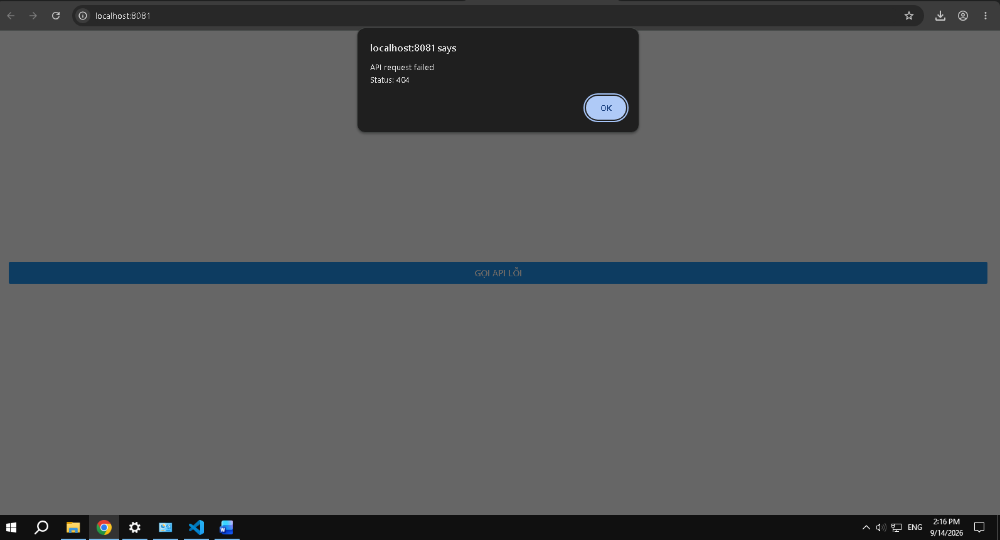 localhost:8081
localhost:8081 says
API request failed
Status: 404
OK
GỌI API LỖI
ENG
2:16 PM
9/14/2026